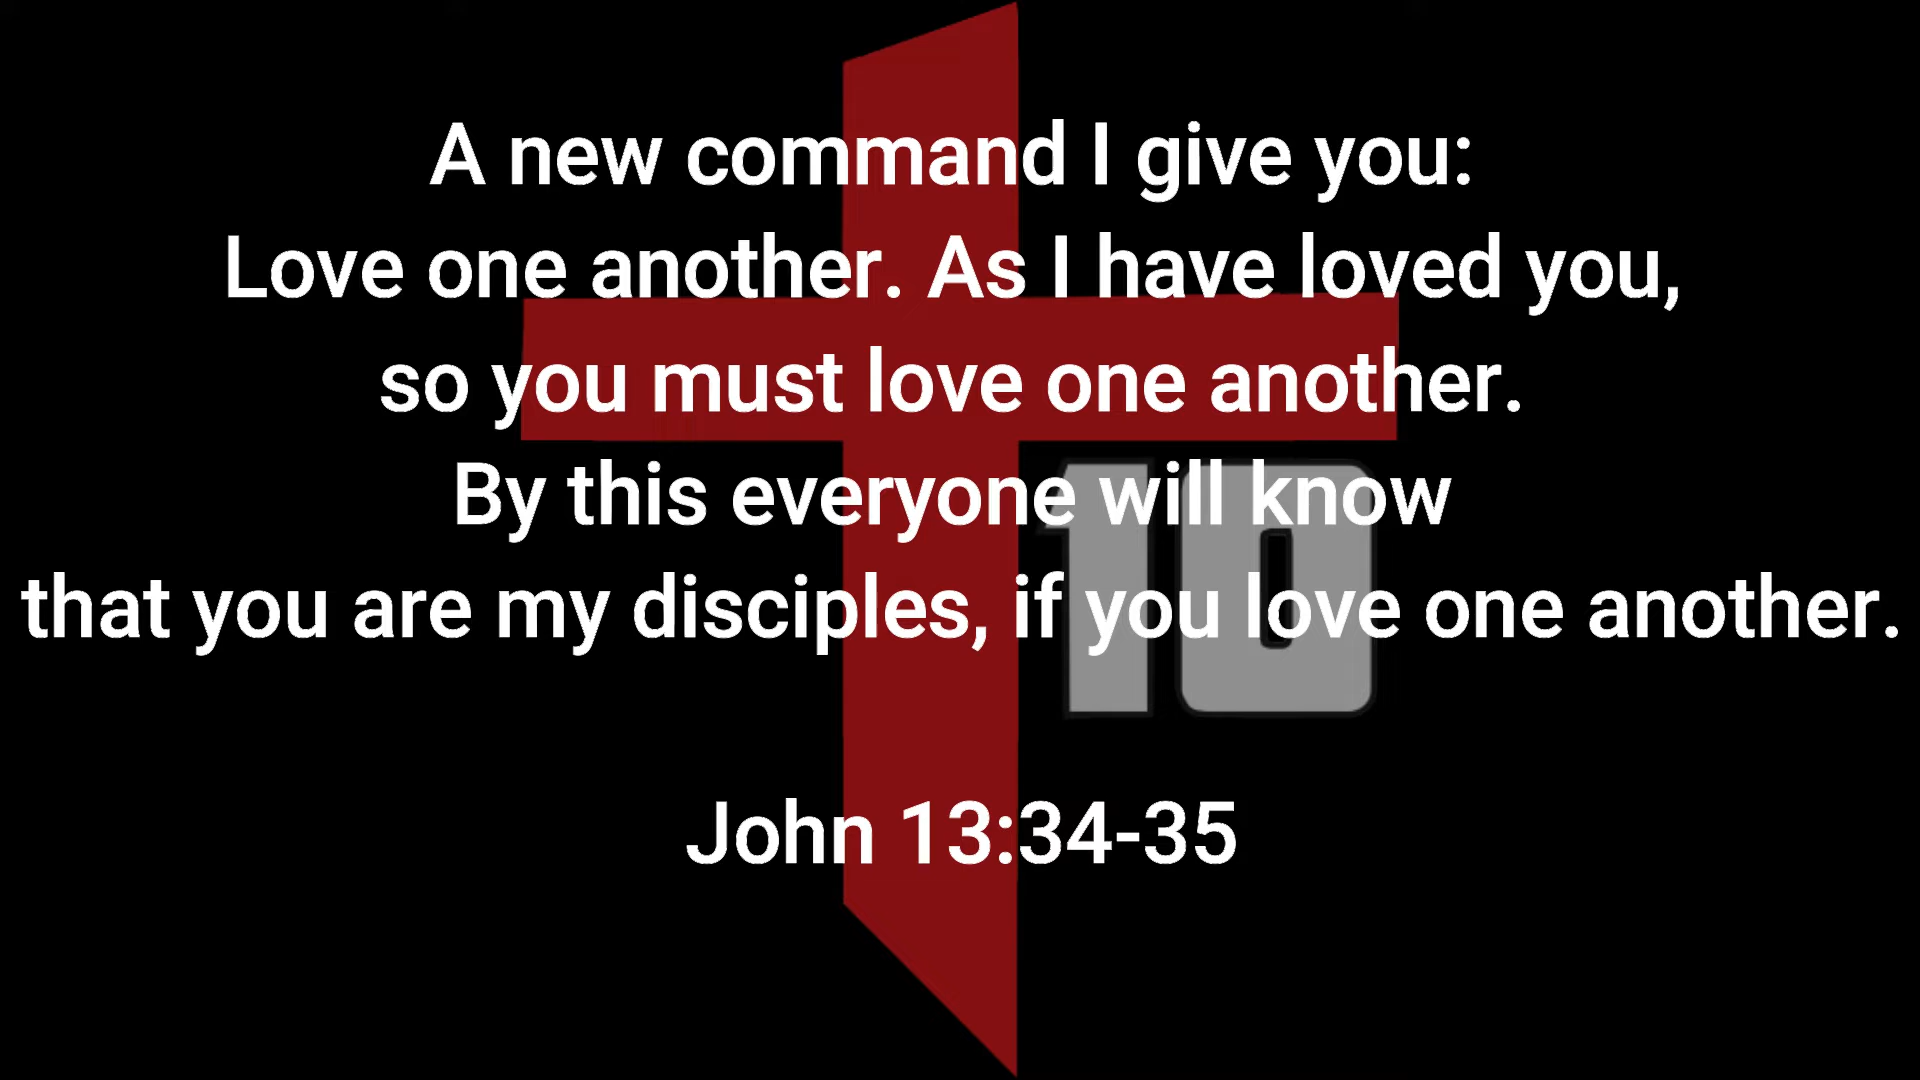 A new command I give you:
Love one another. As I have loved you,
so you must love one another.
By this everyone will know
that you are my disciples, if you love one another.
10
John 13:34-35